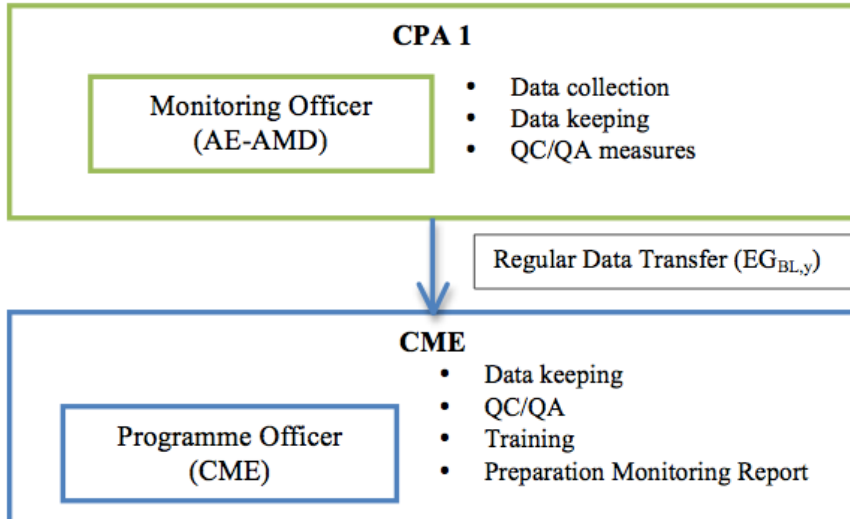 CPA 1
Monitoring Officer
(AE-AMD)
• Data collection
• Data keeping
• QC/QA measures
Regular Data Transfer (EG_BL,y)
CME
Programme Officer
(CME)
• Data keeping
• QC/QA
• Training
• Preparation Monitoring Report